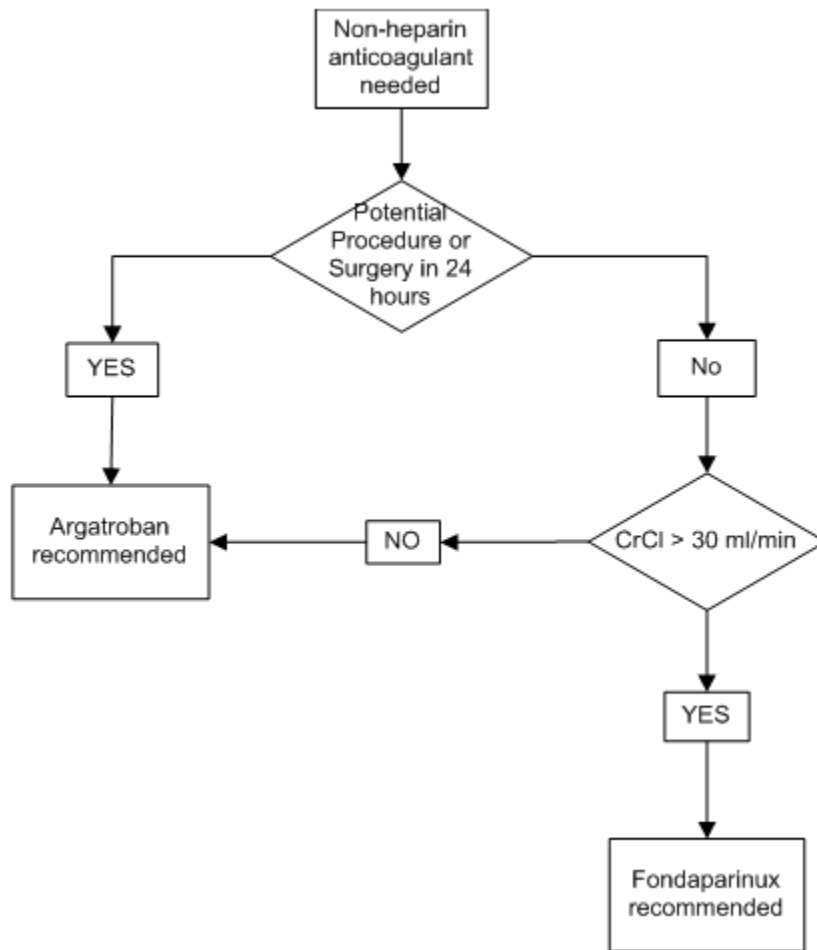 Non-heparin
anticoagulant
needed
Potential
Procedure or
Surgery in 24
hours
YES
No
Argatroban
recommended
NO
CrCl > 30 ml/min
YES
Fondaparinux
recommended